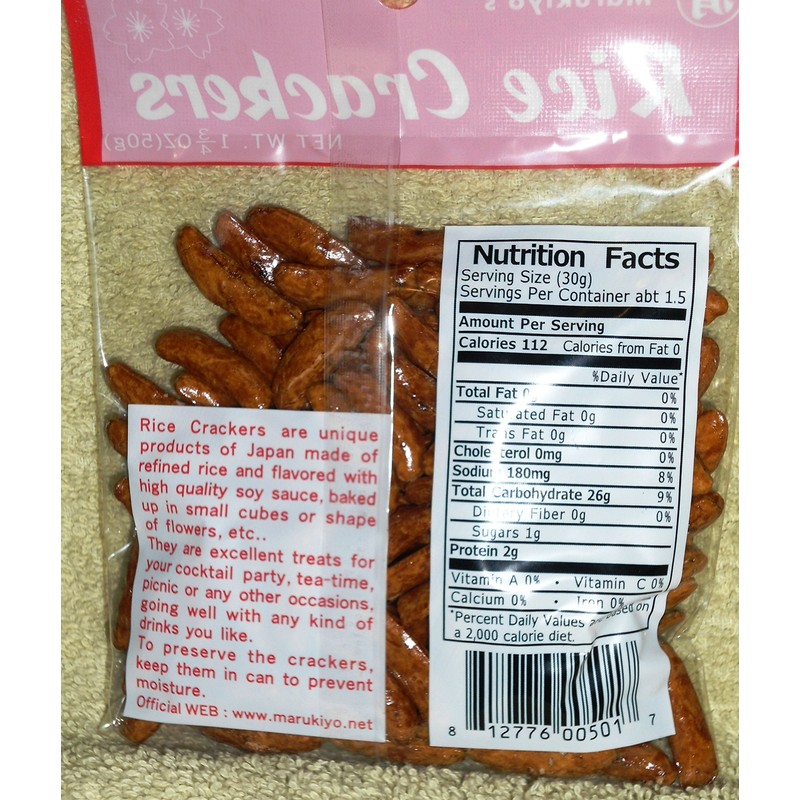 清 Marukiyo's
Rice Crackers
NET WT. 1 3/4 OZ(50g)
Nutrition Facts
Serving Size (30g)
Servings Per Container abt 1.5
Amount Per Serving
Calories 112 Calories from Fat 0
%Daily Value*
Total Fat 0g 0%
Saturated Fat 0g 0%
Trans Fat 0g 0%
Cholesterol 0mg 0%
Sodium 180mg 8%
Total Carbohydrate 26g 9%
Dietary Fiber 0g 0%
Sugars 1g
Protein 2g
Vitamin A 0% • Vitamin C 0%
Calcium 0% • Iron 0%
*Percent Daily Values are based on
a 2,000 calorie diet.
8 12776 00501 7
Rice Crackers are unique
products of Japan made of
refined rice and flavored with
high quality soy sauce, baked
up in small cubes or shape
of flowers, etc..
They are excellent treats for
your cocktail party, tea-time,
picnic or any other occasions,
going well with any kind of
drinks you like.
To preserve the crackers,
keep them in can to prevent
moisture.
Official WEB : www.marukiyo.net